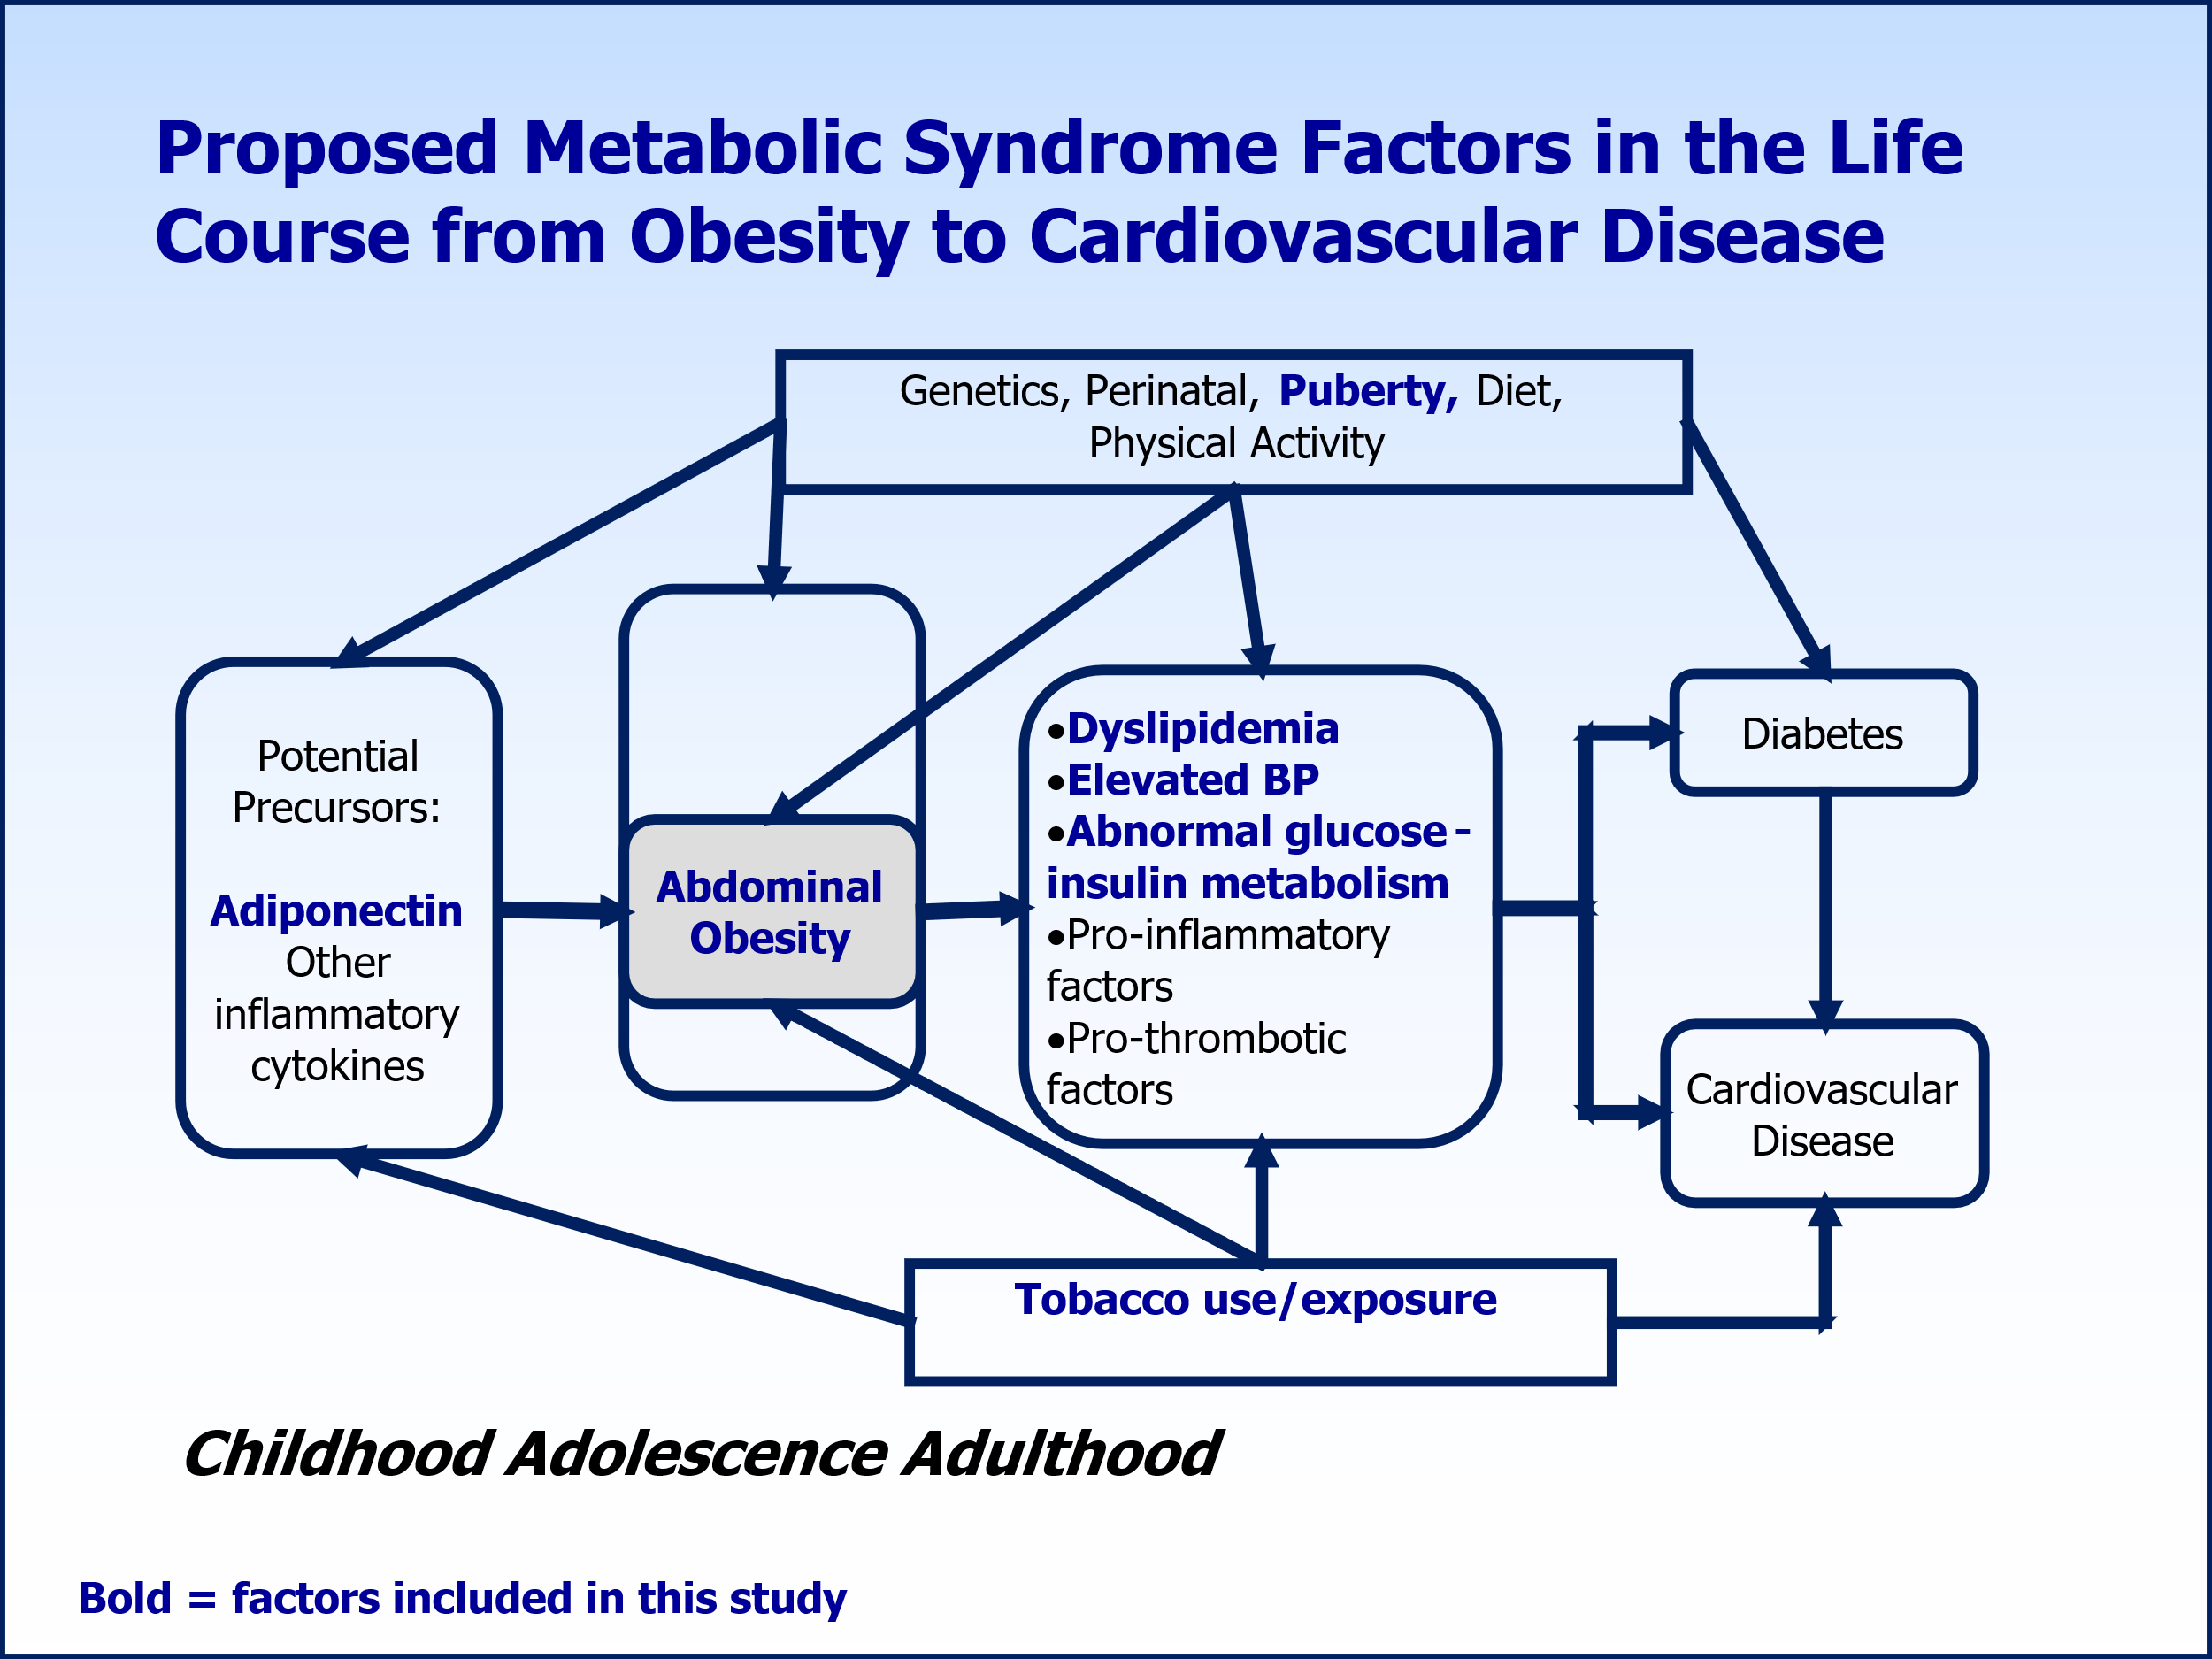 Proposed Metabolic Syndrome Factors in the Life
Course from Obesity to Cardiovascular Disease
Genetics, Perinatal, Puberty, Diet,
Physical Activity
Potential
Precursors:
Adiponectin
Other
inflammatory
cytokines
Abdominal
Obesity
•Dyslipidemia
•Elevated BP
•Abnormal glucose-
insulin metabolism
•Pro-inflammatory
factors
•Pro-thrombotic
factors
Diabetes
Cardiovascular
Disease
Tobacco use/exposure
Childhood Adolescence Adulthood
Bold = factors included in this study